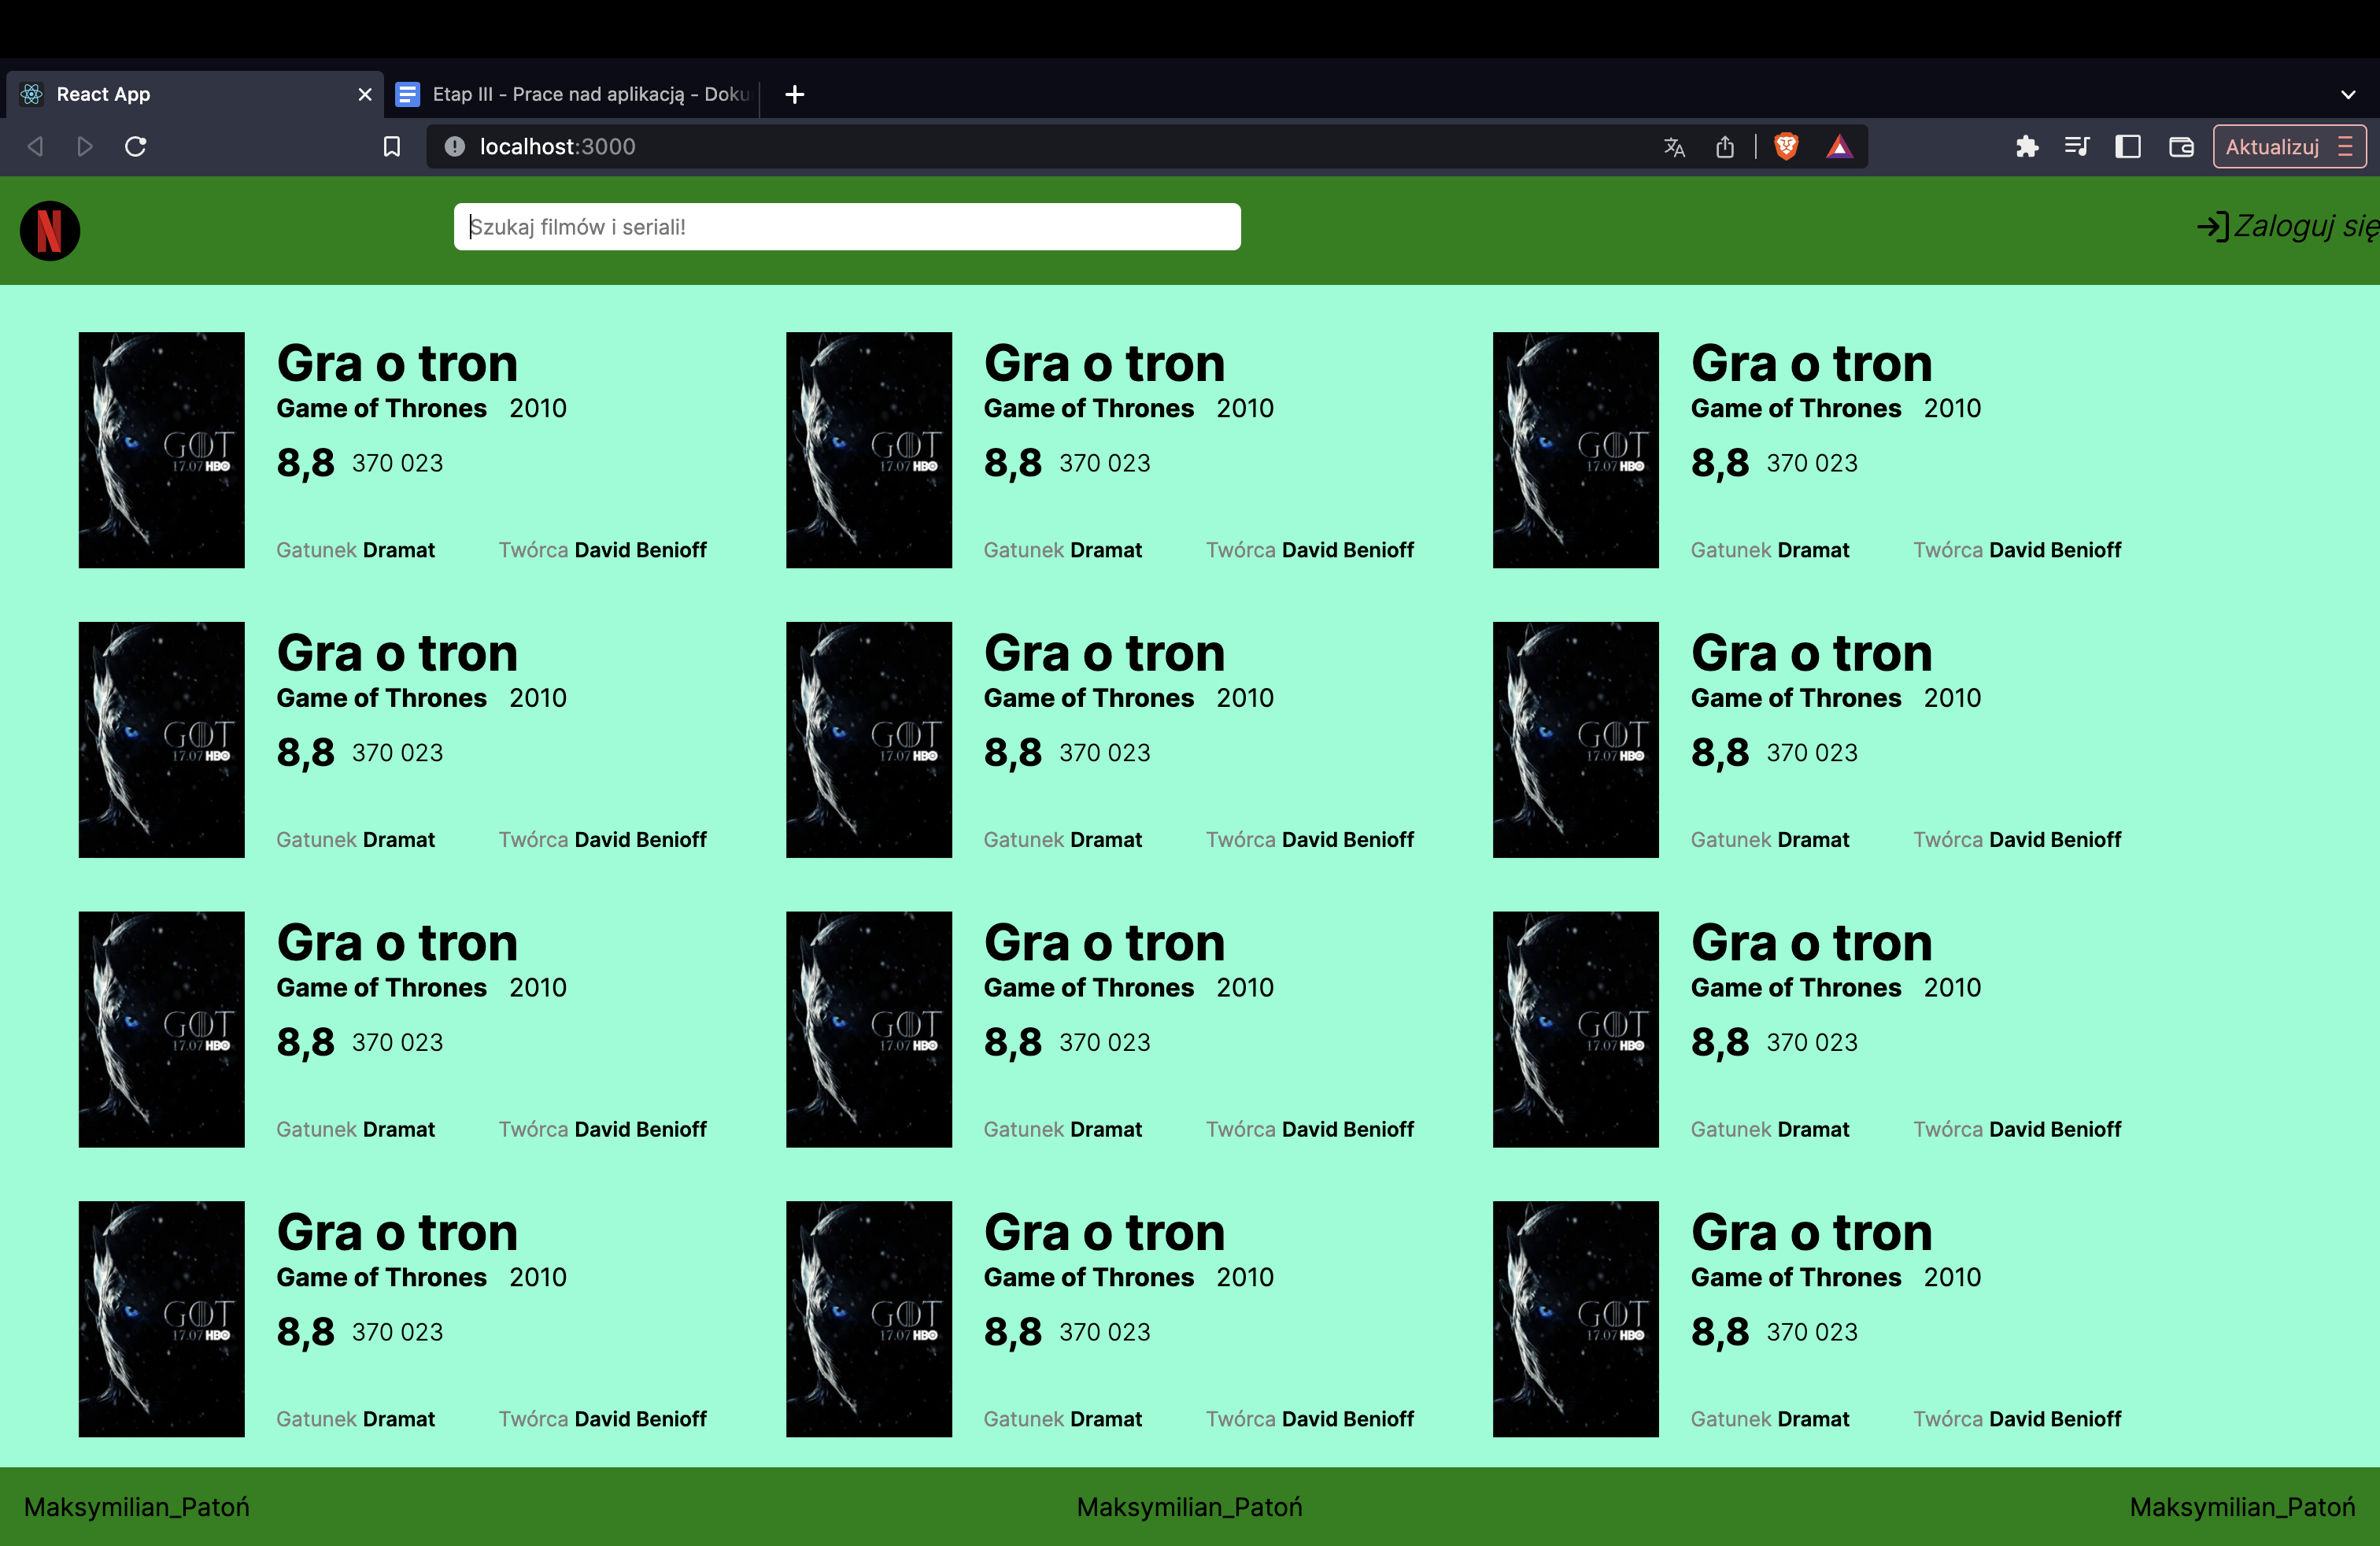 React App
Etap III - Prace nad aplikacją - Doku
localhost:3000
Aktualizuj
N
Szukaj filmów i seriali!
Zaloguj się
GOT
17.07 HBO
Gra o tron
Game of Thrones 2010
8,8 370 023
Gatunek Dramat Twórca David Benioff
GOT
17.07 HBO
Gra o tron
Game of Thrones 2010
8,8 370 023
Gatunek Dramat Twórca David Benioff
GOT
17.07 HBO
Gra o tron
Game of Thrones 2010
8,8 370 023
Gatunek Dramat Twórca David Benioff
GOT
17.07 HBO
Gra o tron
Game of Thrones 2010
8,8 370 023
Gatunek Dramat Twórca David Benioff
GOT
17.07 HBO
Gra o tron
Game of Thrones 2010
8,8 370 023
Gatunek Dramat Twórca David Benioff
GOT
17.07 HBO
Gra o tron
Game of Thrones 2010
8,8 370 023
Gatunek Dramat Twórca David Benioff
GOT
17.07 HBO
Gra o tron
Game of Thrones 2010
8,8 370 023
Gatunek Dramat Twórca David Benioff
GOT
17.07 HBO
Gra o tron
Game of Thrones 2010
8,8 370 023
Gatunek Dramat Twórca David Benioff
GOT
17.07 HBO
Gra o tron
Game of Thrones 2010
8,8 370 023
Gatunek Dramat Twórca David Benioff
GOT
17.07 HBO
Gra o tron
Game of Thrones 2010
8,8 370 023
Gatunek Dramat Twórca David Benioff
GOT
17.07 HBO
Gra o tron
Game of Thrones 2010
8,8 370 023
Gatunek Dramat Twórca David Benioff
GOT
17.07 HBO
Gra o tron
Game of Thrones 2010
8,8 370 023
Gatunek Dramat Twórca David Benioff
Maksymilian_Patoń Maksymilian_Patoń Maksymilian_Patoń